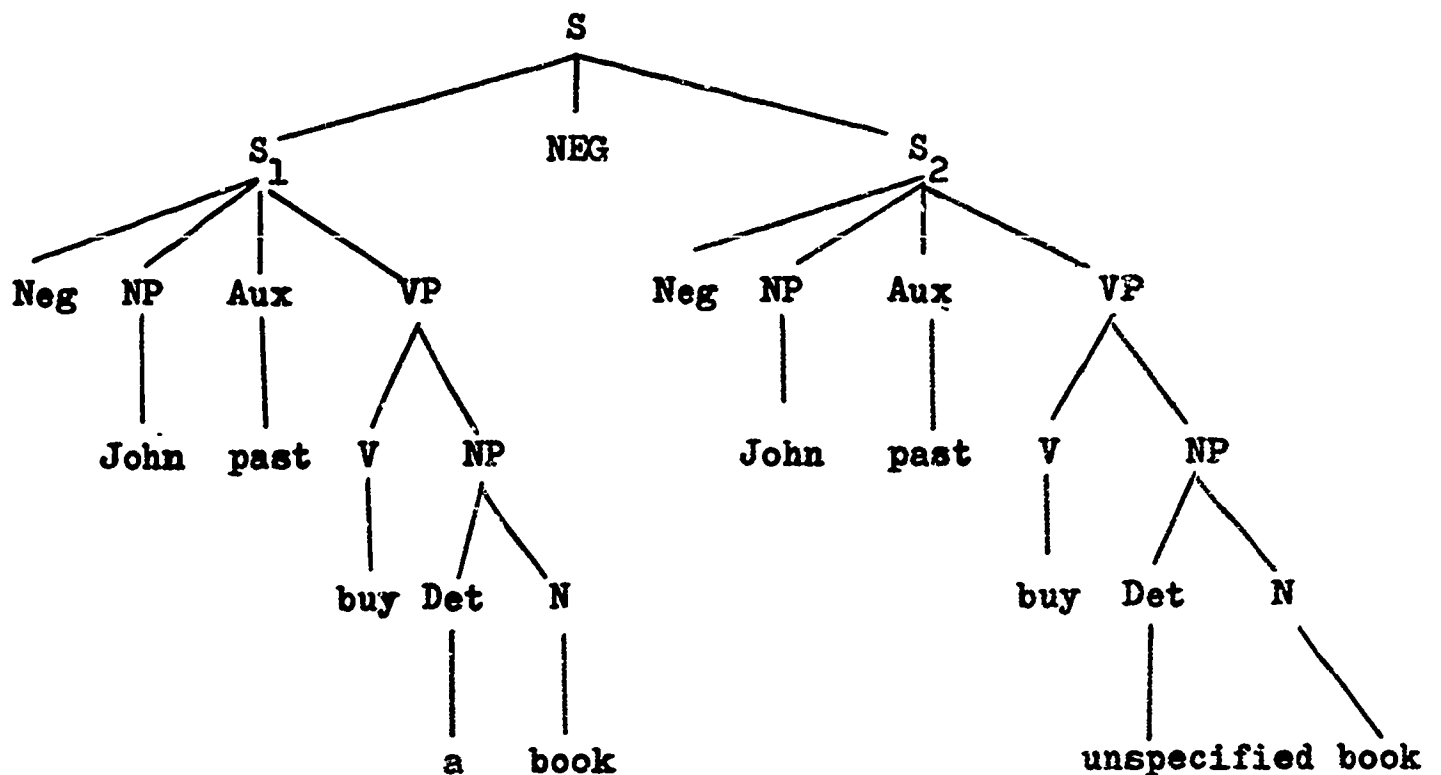 S
S1 NEG S2
Neg NP Aux VP Neg NP Aux VP
John past V NP John past V NP
buy Det N buy Det N
a book unspecified book